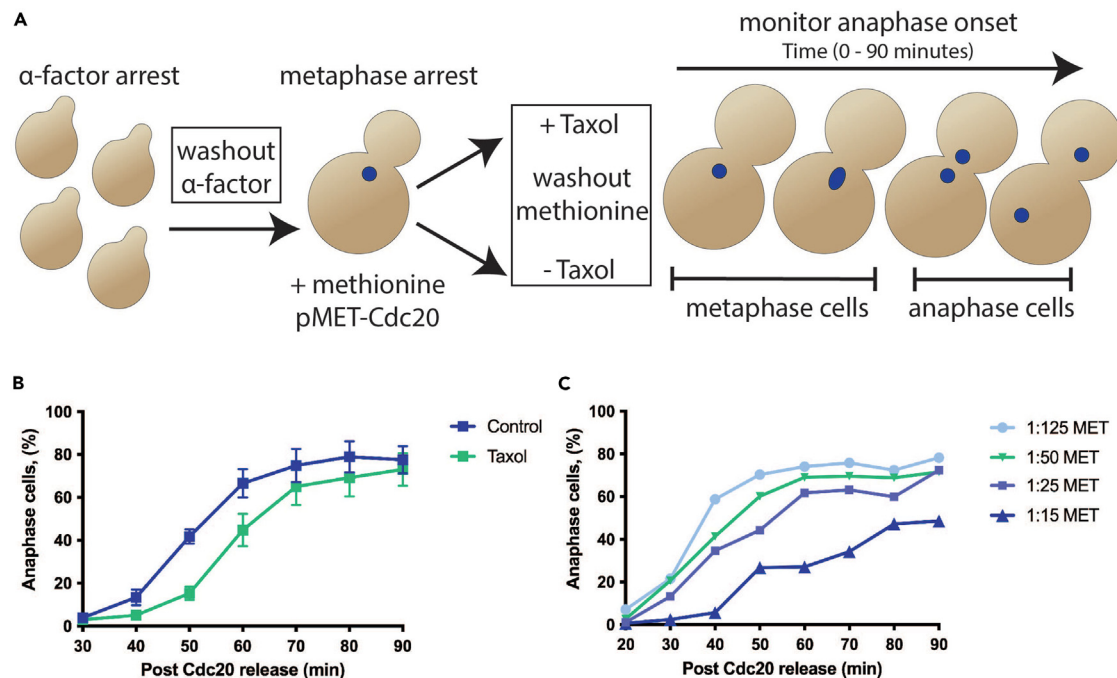 A
α-factor arrest
washout
α-factor
metaphase arrest
+ methionine
pMET-Cdc20
+ Taxol
washout
methionine
- Taxol
monitor anaphase onset
Time (0 - 90 minutes)
metaphase cells
anaphase cells
B
Anaphase cells, (%)
100
80
60
40
20
0
30 40 50 60 70 80 90
Post Cdc20 release (min)
Control
Taxol
C
Anaphase cells, (%)
100
80
60
40
20
0
20 30 40 50 60 70 80 90
Post Cdc20 release (min)
1:125 MET
1:50 MET
1:25 MET
1:15 MET